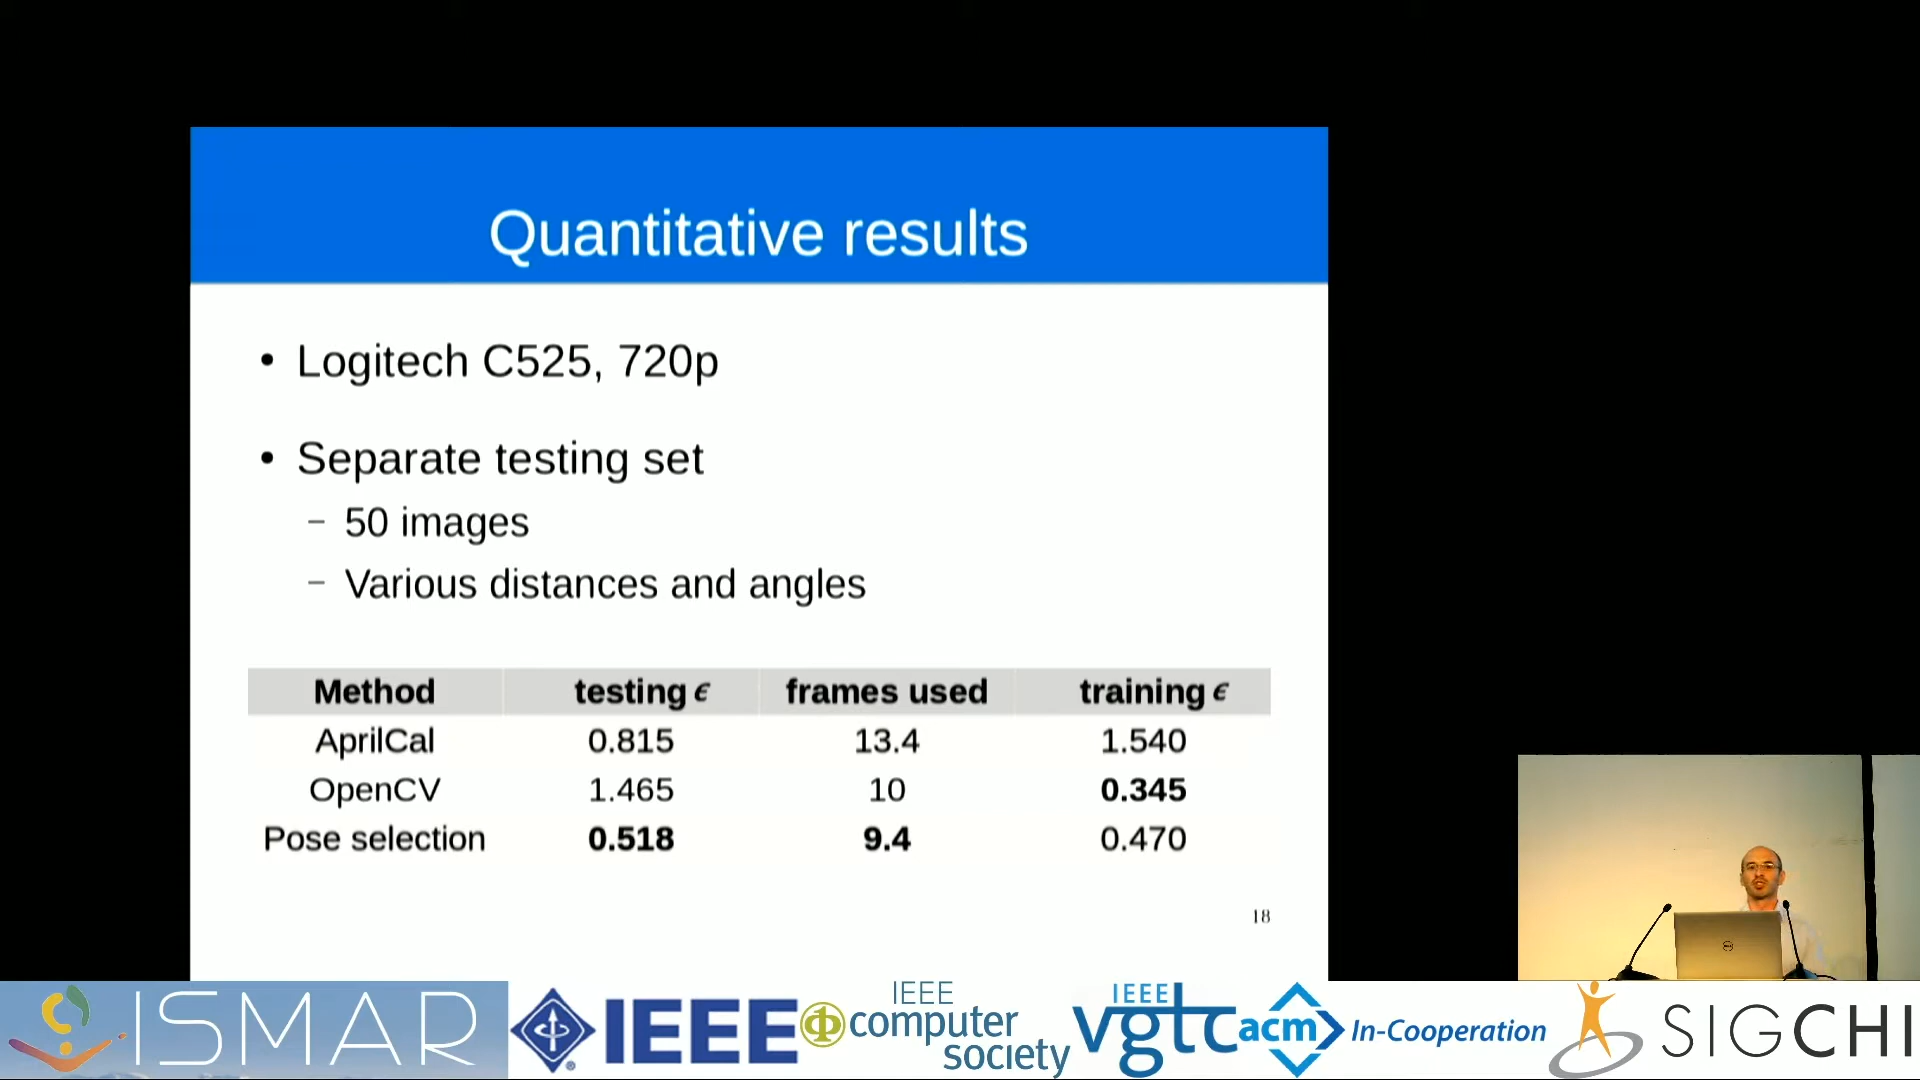 Quantitative results
• Logitech C525, 720p
• Separate testing set
– 50 images
– Various distances and angles
Method testing ϵ frames used training ϵ
AprilCal 0.815 13.4 1.540
OpenCV 1.465 10 0.345
Pose selection 0.518 9.4 0.470
18
ISMAR
IEEE
IEEE computer society
IEEE vgtc
acm In-Cooperation
SIGCHI